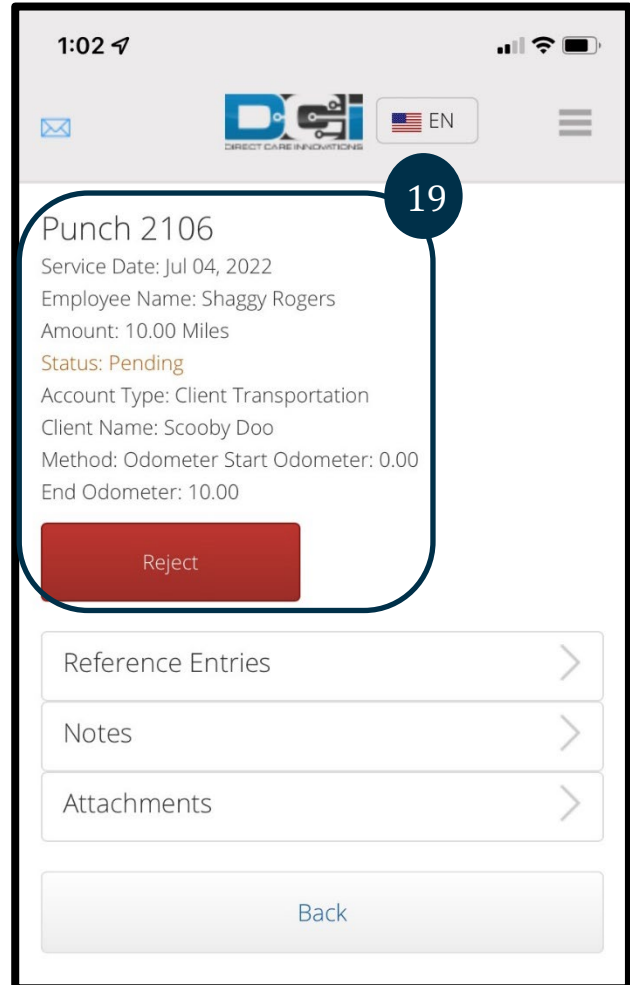 1:02
DCI
DIRECT CARE INNOVATIONS
EN
19
Punch 2106
Service Date: Jul 04, 2022
Employee Name: Shaggy Rogers
Amount: 10.00 Miles
Status: Pending
Account Type: Client Transportation
Client Name: Scooby Doo
Method: Odometer Start Odometer: 0.00
End Odometer: 10.00
Reject
Reference Entries
Notes
Attachments
Back